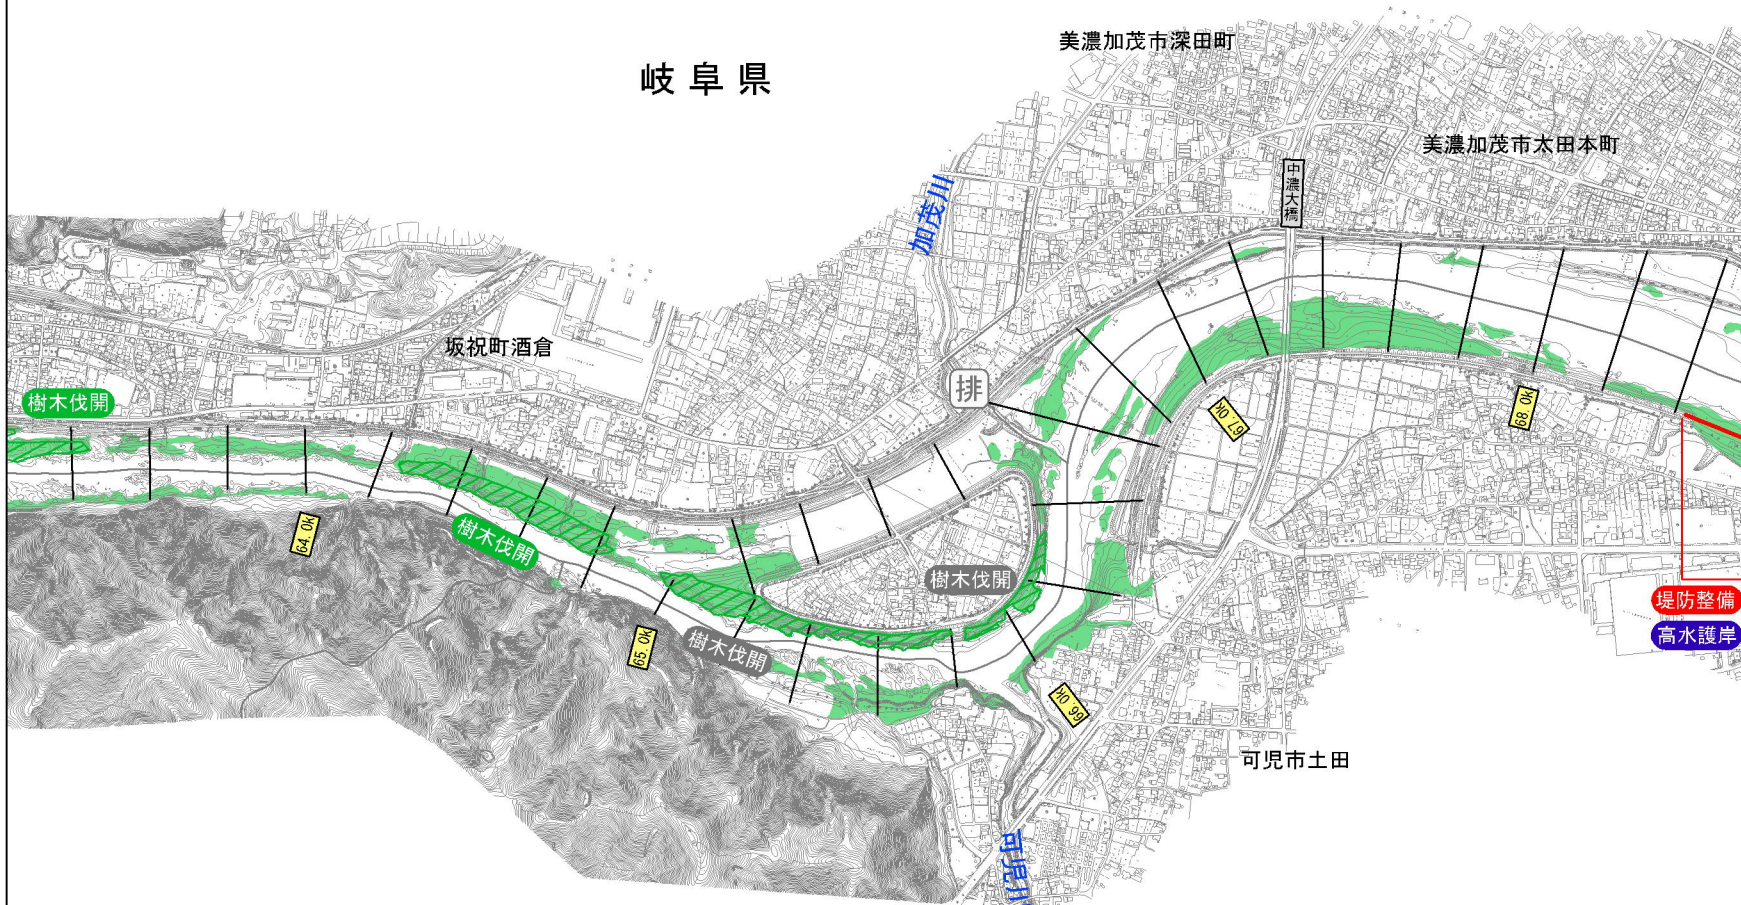 美濃加茂市深田町
岐阜県
美濃加茂市太田本町
中濃大橋
加茂川
坂祝町酒倉
排
樹木伐開
67.0K
68.0K
64.0K
樹木伐開
樹木伐開
堤防整備
高水護岸
65.0K
樹木伐開
66.0K
可児市土田
可児川